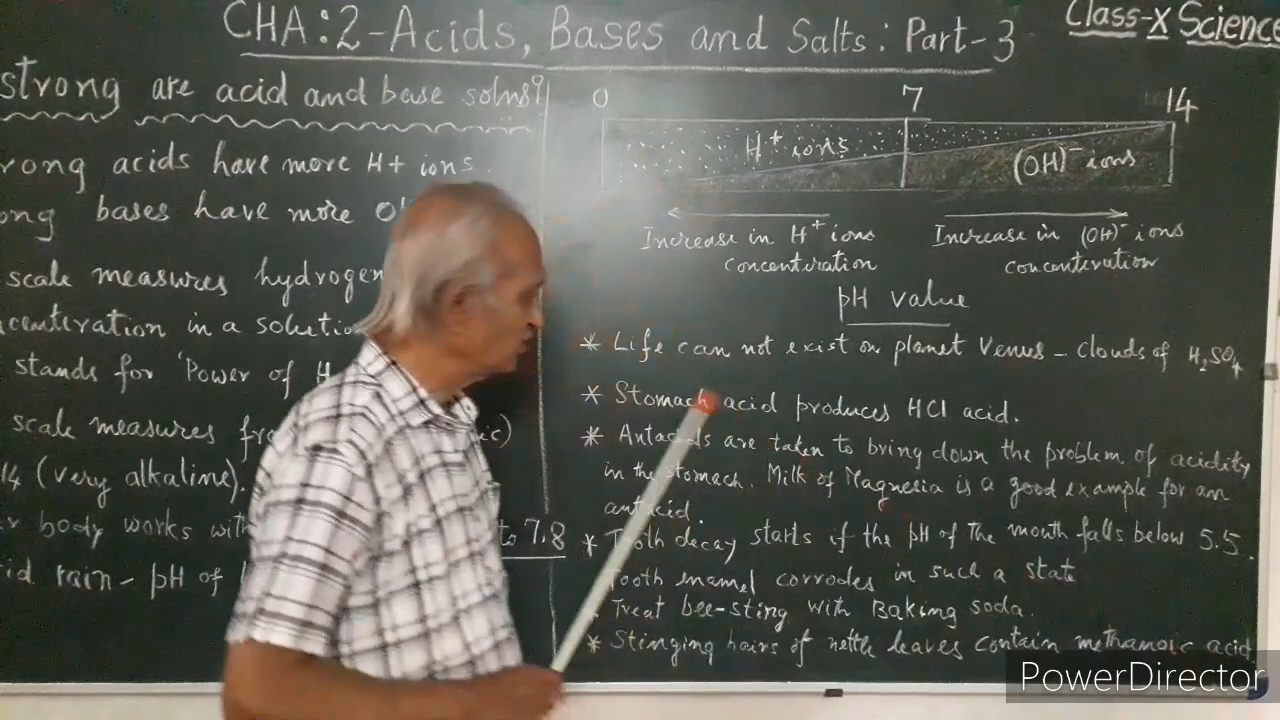 CHA:2-Acids, Bases and Salts: Part-3
Class-X Science
strong are acid and base solns?
rong acids have more H+ ions.
ong bases have more
scale measures hydrogen
centration in a solutio
stands for 'Power of H
scale measures fr ic)
14 (very alkaline).
r body works wit to 7.8
id rain - pH of
0 7 14
H+ ions
(OH)- ions
Increase in H+ ions
concentration
Increase in (OH)- ions
concentration
pH value
* Life can not exist on planet Venus - clouds of H2SO4
* Stomach acid produces HCl acid.
* Antacids are taken to bring down the problem of acidity
in the stomach. Milk of Magnesia is a good example for an
antacid.
* Tooth decay starts if the pH of the mouth falls below 5.5.
Tooth enamel corrodes in such a state
Treat bee-sting with Baking soda.
* Stinging hairs of nettle leaves contain methanoic acid.
PowerDirector